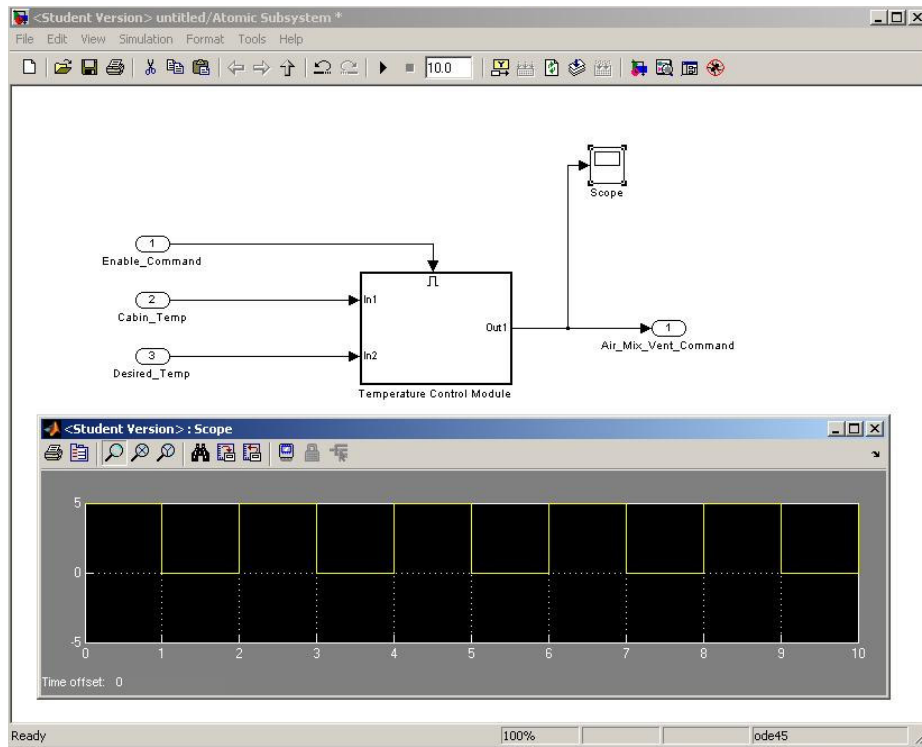 <Student Version> untitled/Atomic Subsystem *
File Edit View Simulation Format Tools Help
10.0
Scope
1
Enable_Command
2
Cabin_Temp
3
Desired_Temp
In1
In2
Out1
Temperature Control Module
1
Air_Mix_Vent_Command
<Student Version> : Scope
5
0
-5
0 1 2 3 4 5 6 7 8 9 10
Time offset: 0
Ready 100% ode45